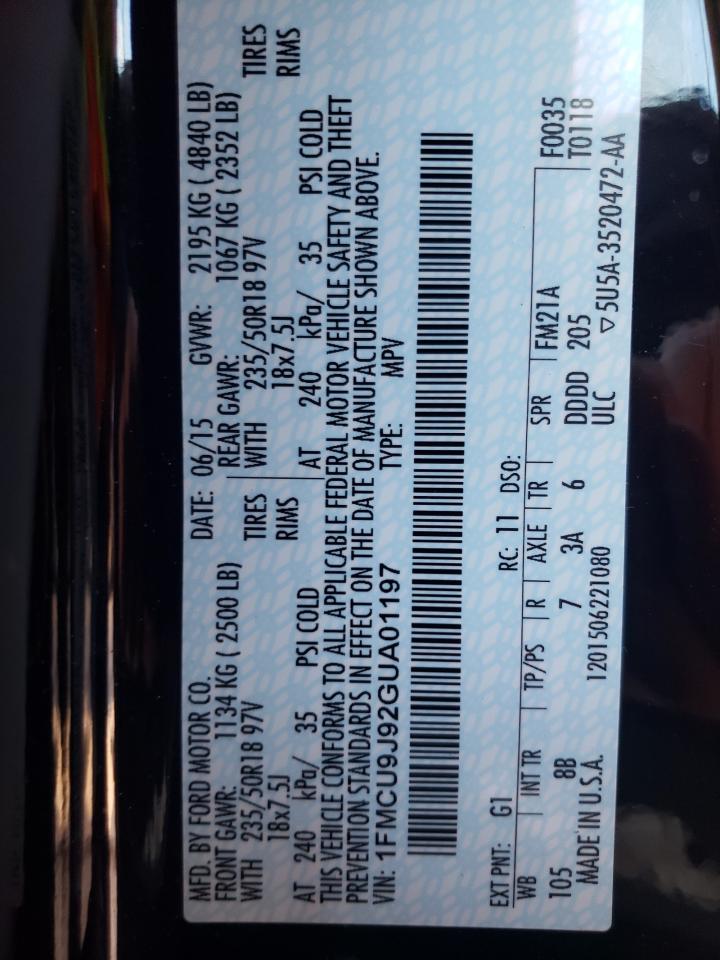 MFD. BY FORD MOTOR CO.
DATE: 06/15 GVWR: 2195 KG ( 4840 LB)
FRONT GAWR: 1134 KG ( 2500 LB)
REAR GAWR: 1067 KG ( 2352 LB)
WITH 235/50R18 97V TIRES
WITH 235/50R18 97V TIRES
18x7.5J RIMS
18x7.5J RIMS
AT 240 kPa/ 35 PSI COLD
AT 240 kPa/ 35 PSI COLD
THIS VEHICLE CONFORMS TO ALL APPLICABLE FEDERAL MOTOR VEHICLE SAFETY AND THEFT
PREVENTION STANDARDS IN EFFECT ON THE DATE OF MANUFACTURE SHOWN ABOVE.
VIN: 1FMCU9J92GUA01197 TYPE: MPV
EXT PNT: G1 RC: 11 DSO:
WB INT TR TP/PS R AXLE TR SPR FM21A F0035
105 8B 7 3A 6 DDDD 205 T0118
MADE IN U.S.A. 1201506221080 ULC ▽5U5A-3520472-AA